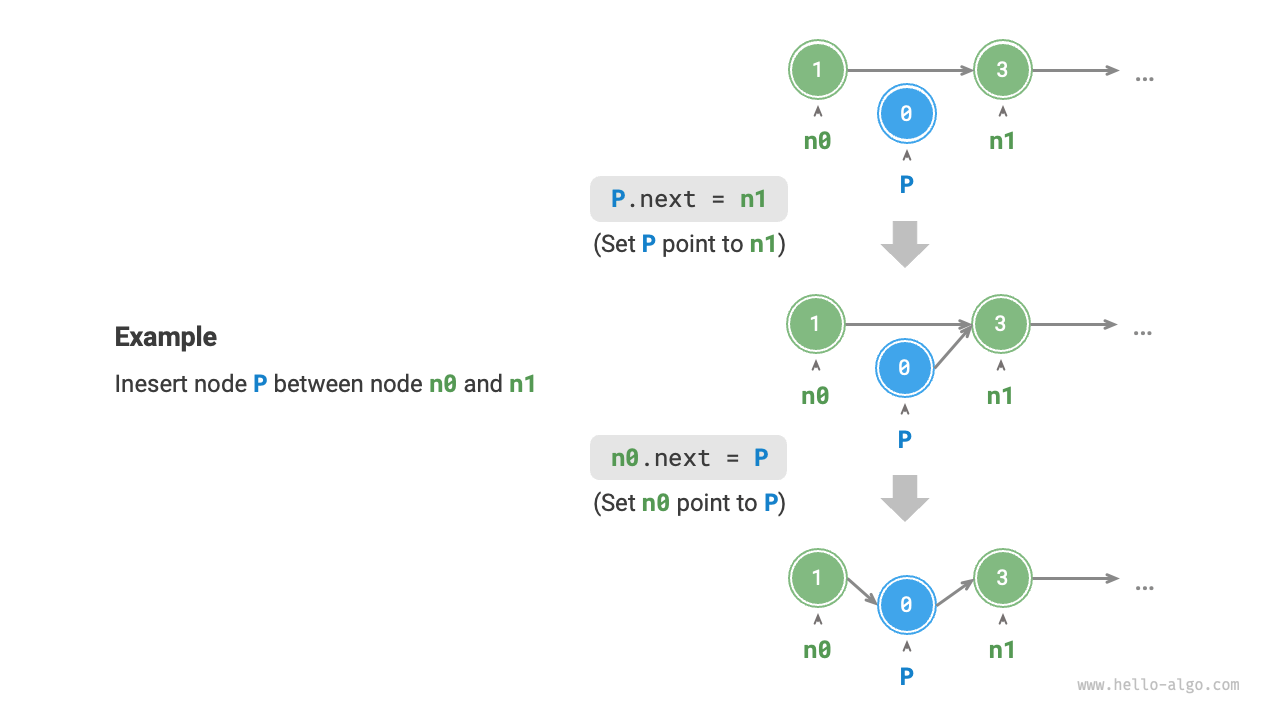 1
3
...
0
n0
n1
P
P.next = n1
(Set P point to n1)
1
3
...
0
Example
n0
n1
Inesert node P between node n0 and n1
P
n0.next = P
(Set n0 point to P)
1
3
...
0
n0
n1
P
www.hello-algo.com